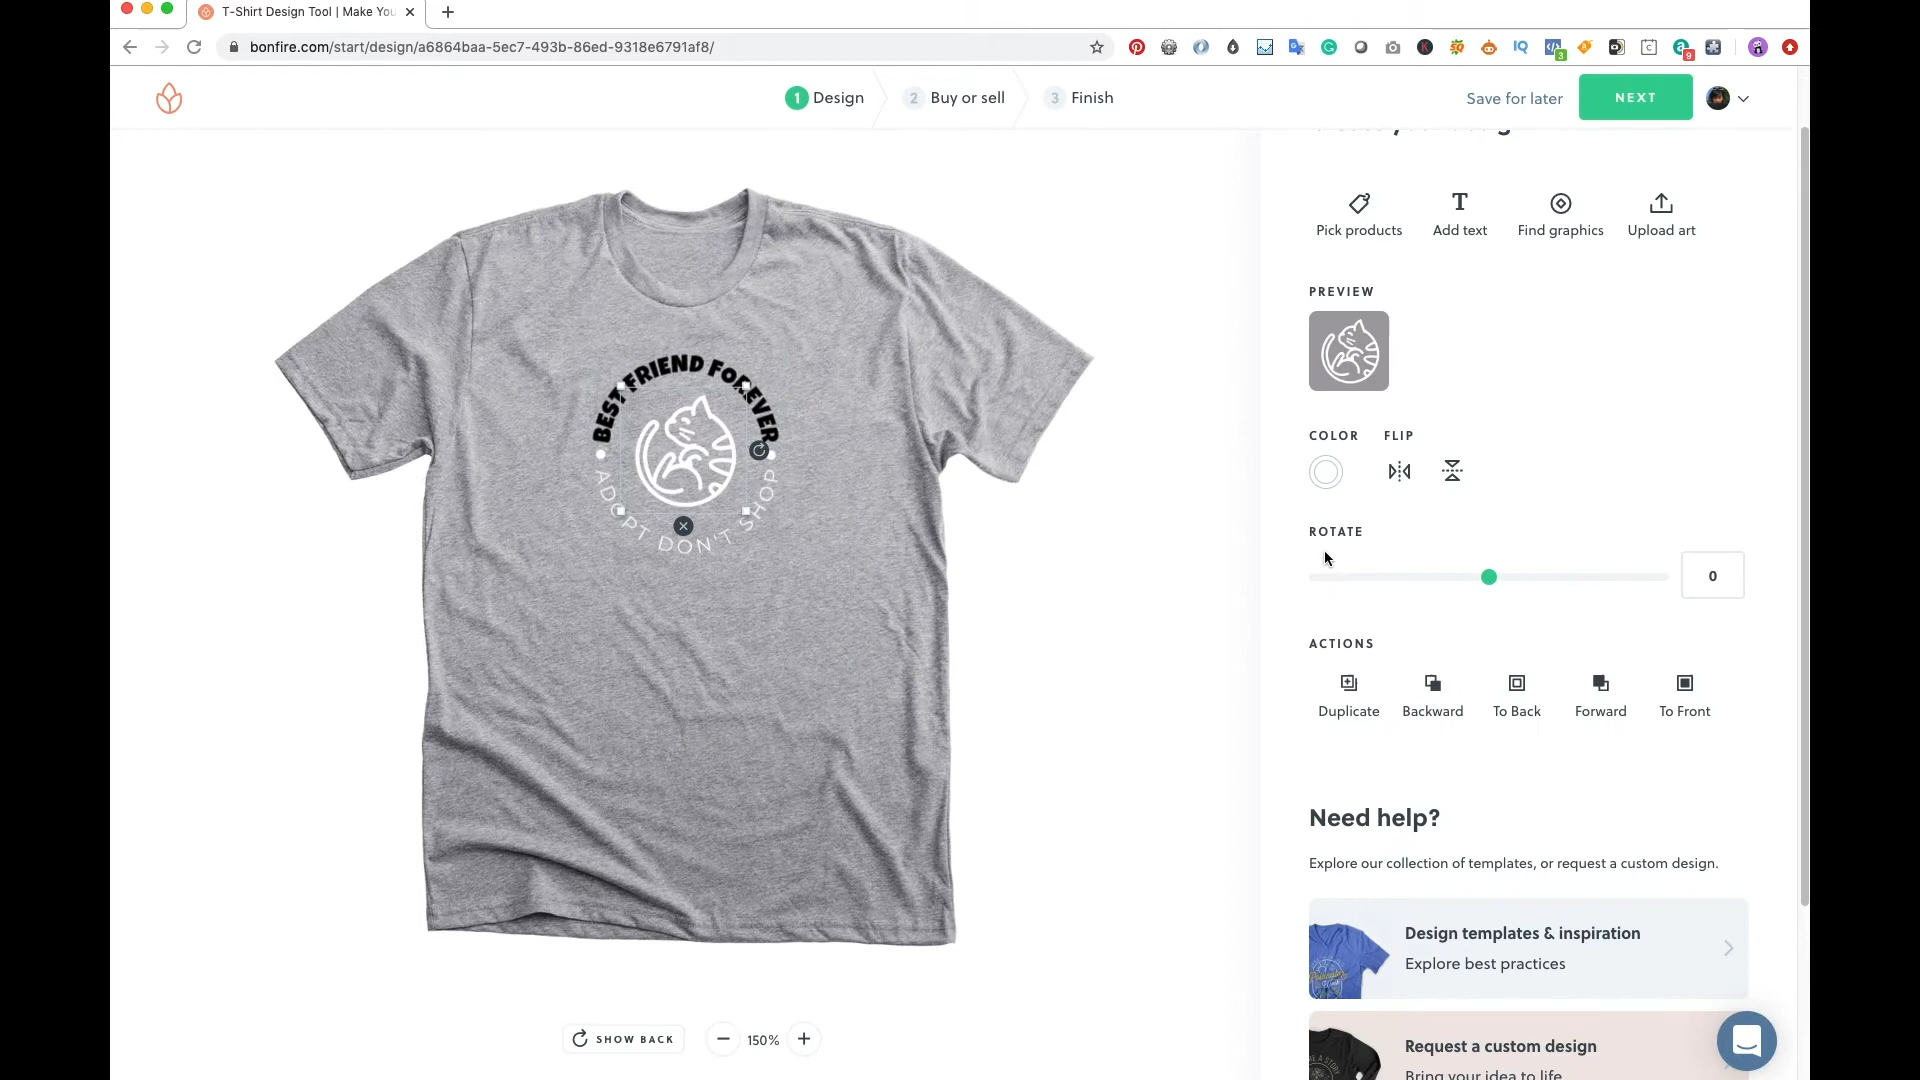 T-Shirt Design Tool | Make You
bonfire.com/start/design/a6864baa-5ec7-493b-86ed-9318e6791af8/
3
9
1 Design
2 Buy or sell
3 Finish
Save for later
NEXT
Pick products
Add text
Find graphics
Upload art
PREVIEW
BEST FRIEND FOREVER
ADOPT DON'T SHOP
COLOR
FLIP
ROTATE
0
ACTIONS
Duplicate
Backward
To Back
Forward
To Front
Need help?
Explore our collection of templates, or request a custom design.
Design templates & inspiration
Explore best practices
Request a custom design
Bring your idea to life
SHOW BACK
150%